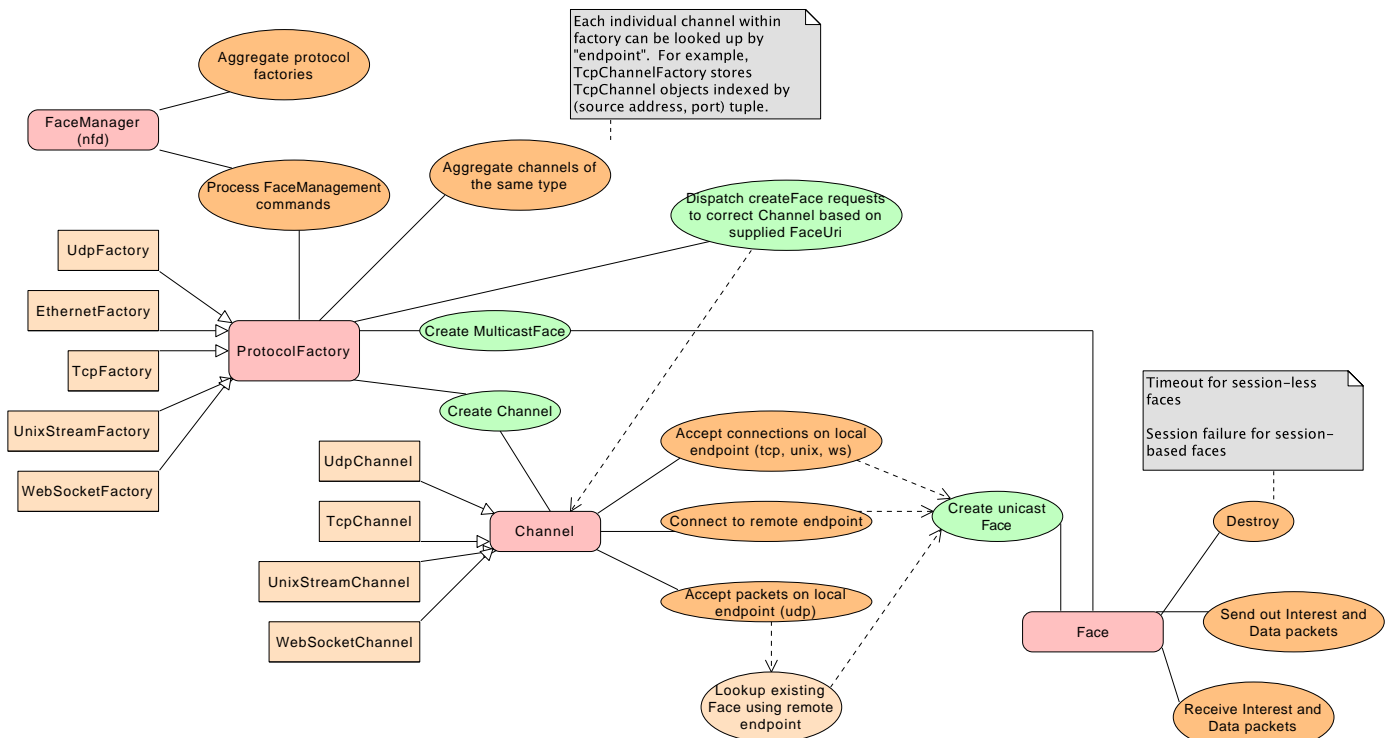 Each individual channel within
factory can be looked up by
"endpoint". For example,
TcpChannelFactory stores
TcpChannel objects indexed by
(source address, port) tuple.
Aggregate protocol
factories
FaceManager
(nfd)
Process FaceManagement
commands
Aggregate channels of
the same type
Dispatch createFace requests
to correct Channel based on
supplied FaceUri
UdpFactory
EthernetFactory
TcpFactory
UnixStreamFactory
WebSocketFactory
ProtocolFactory
Create MulticastFace
Create Channel
Timeout for session-less
faces
Session failure for session-
based faces
UdpChannel
TcpChannel
UnixStreamChannel
WebSocketChannel
Channel
Accept connections on local
endpoint (tcp, unix, ws)
Connect to remote endpoint
Accept packets on local
endpoint (udp)
Lookup existing
Face using remote
endpoint
Create unicast
Face
Destroy
Face
Send out Interest and
Data packets
Receive Interest and
Data packets